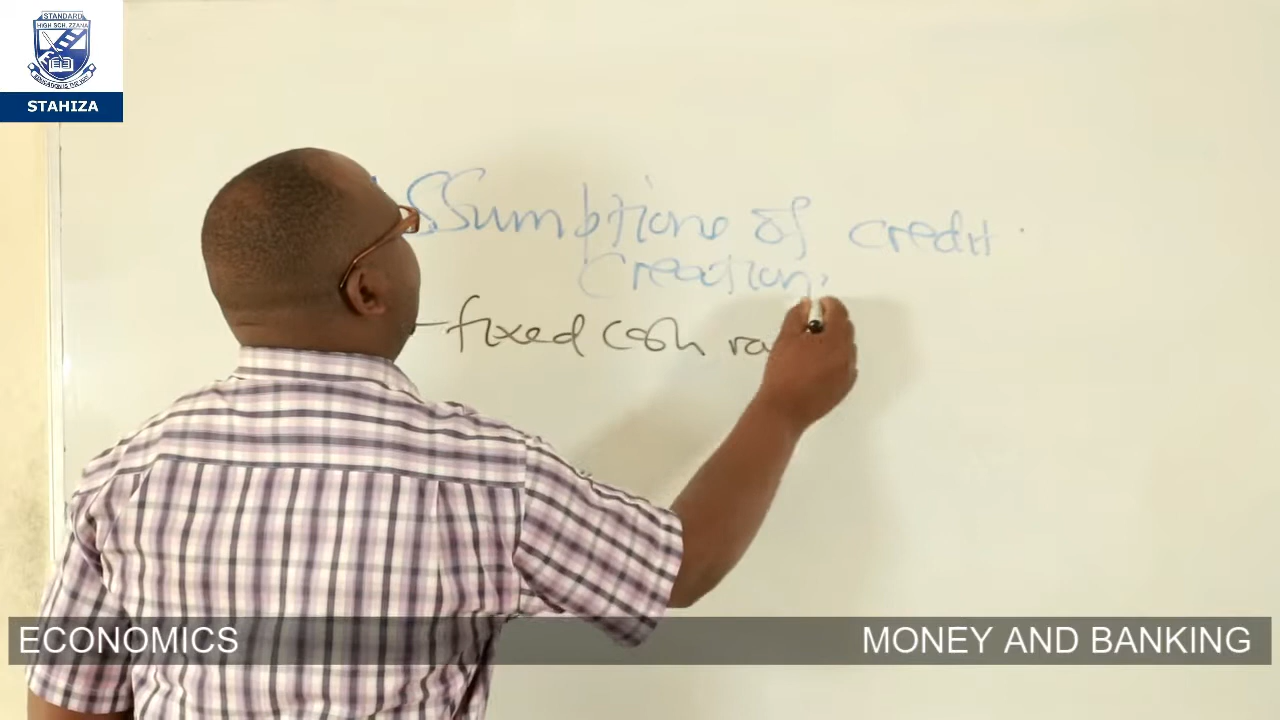 STANDARD
HIGH SCH. ZZANA
STAHIZA
ssumptions of credit
creation,
- fixed cash ra
ECONOMICS
MONEY AND BANKING